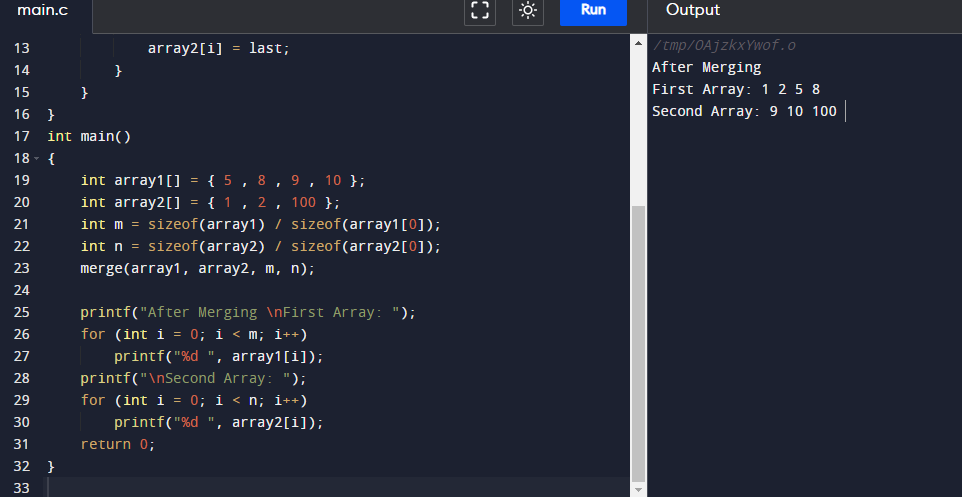 main.c
Run
Output
13 array2[i] = last;
14 }
15 }
16 }
17 int main()
18 {
19 int array1[] = { 5 , 8 , 9 , 10 };
20 int array2[] = { 1 , 2 , 100 };
21 int m = sizeof(array1) / sizeof(array1[0]);
22 int n = sizeof(array2) / sizeof(array2[0]);
23 merge(array1, array2, m, n);
24
25 printf("After Merging \nFirst Array: ");
26 for (int i = 0; i < m; i++)
27 printf("%d ", array1[i]);
28 printf("\nSecond Array: ");
29 for (int i = 0; i < n; i++)
30 printf("%d ", array2[i]);
31 return 0;
32 }
33
/tmp/OAjzkxYwof.o
After Merging
First Array: 1 2 5 8
Second Array: 9 10 100